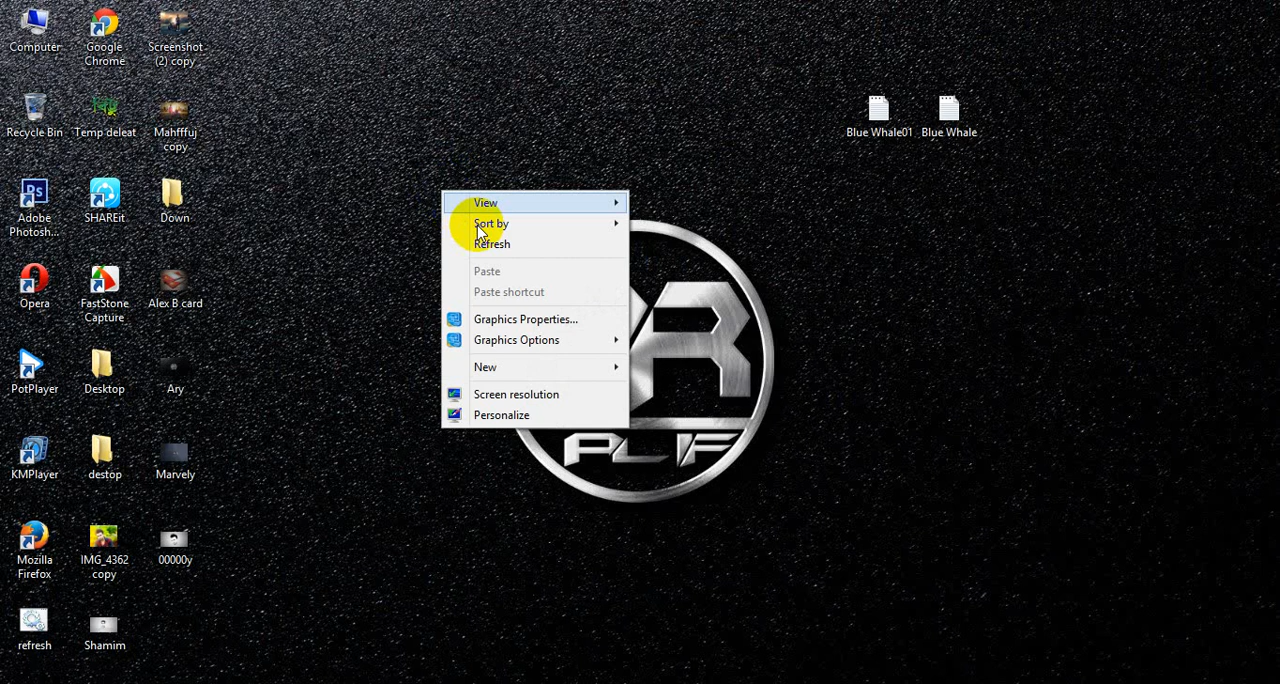 Computer
Google
Chrome
Screenshot
(2) copy
Recycle Bin
Temp deleat
Mahfffuj
copy
Blue Whale01
Blue Whale
Adobe
Photosh...
SHAREit
Down
Opera
FastStone
Capture
Alex B card
PotPlayer
Desktop
Ary
KMPlayer
destop
Marvely
Mozilla
Firefox
IMG_4362
copy
00000y
refresh
Shamim
View
Sort by
Refresh
Paste
Paste shortcut
Graphics Properties...
Graphics Options
New
Screen resolution
Personalize
R